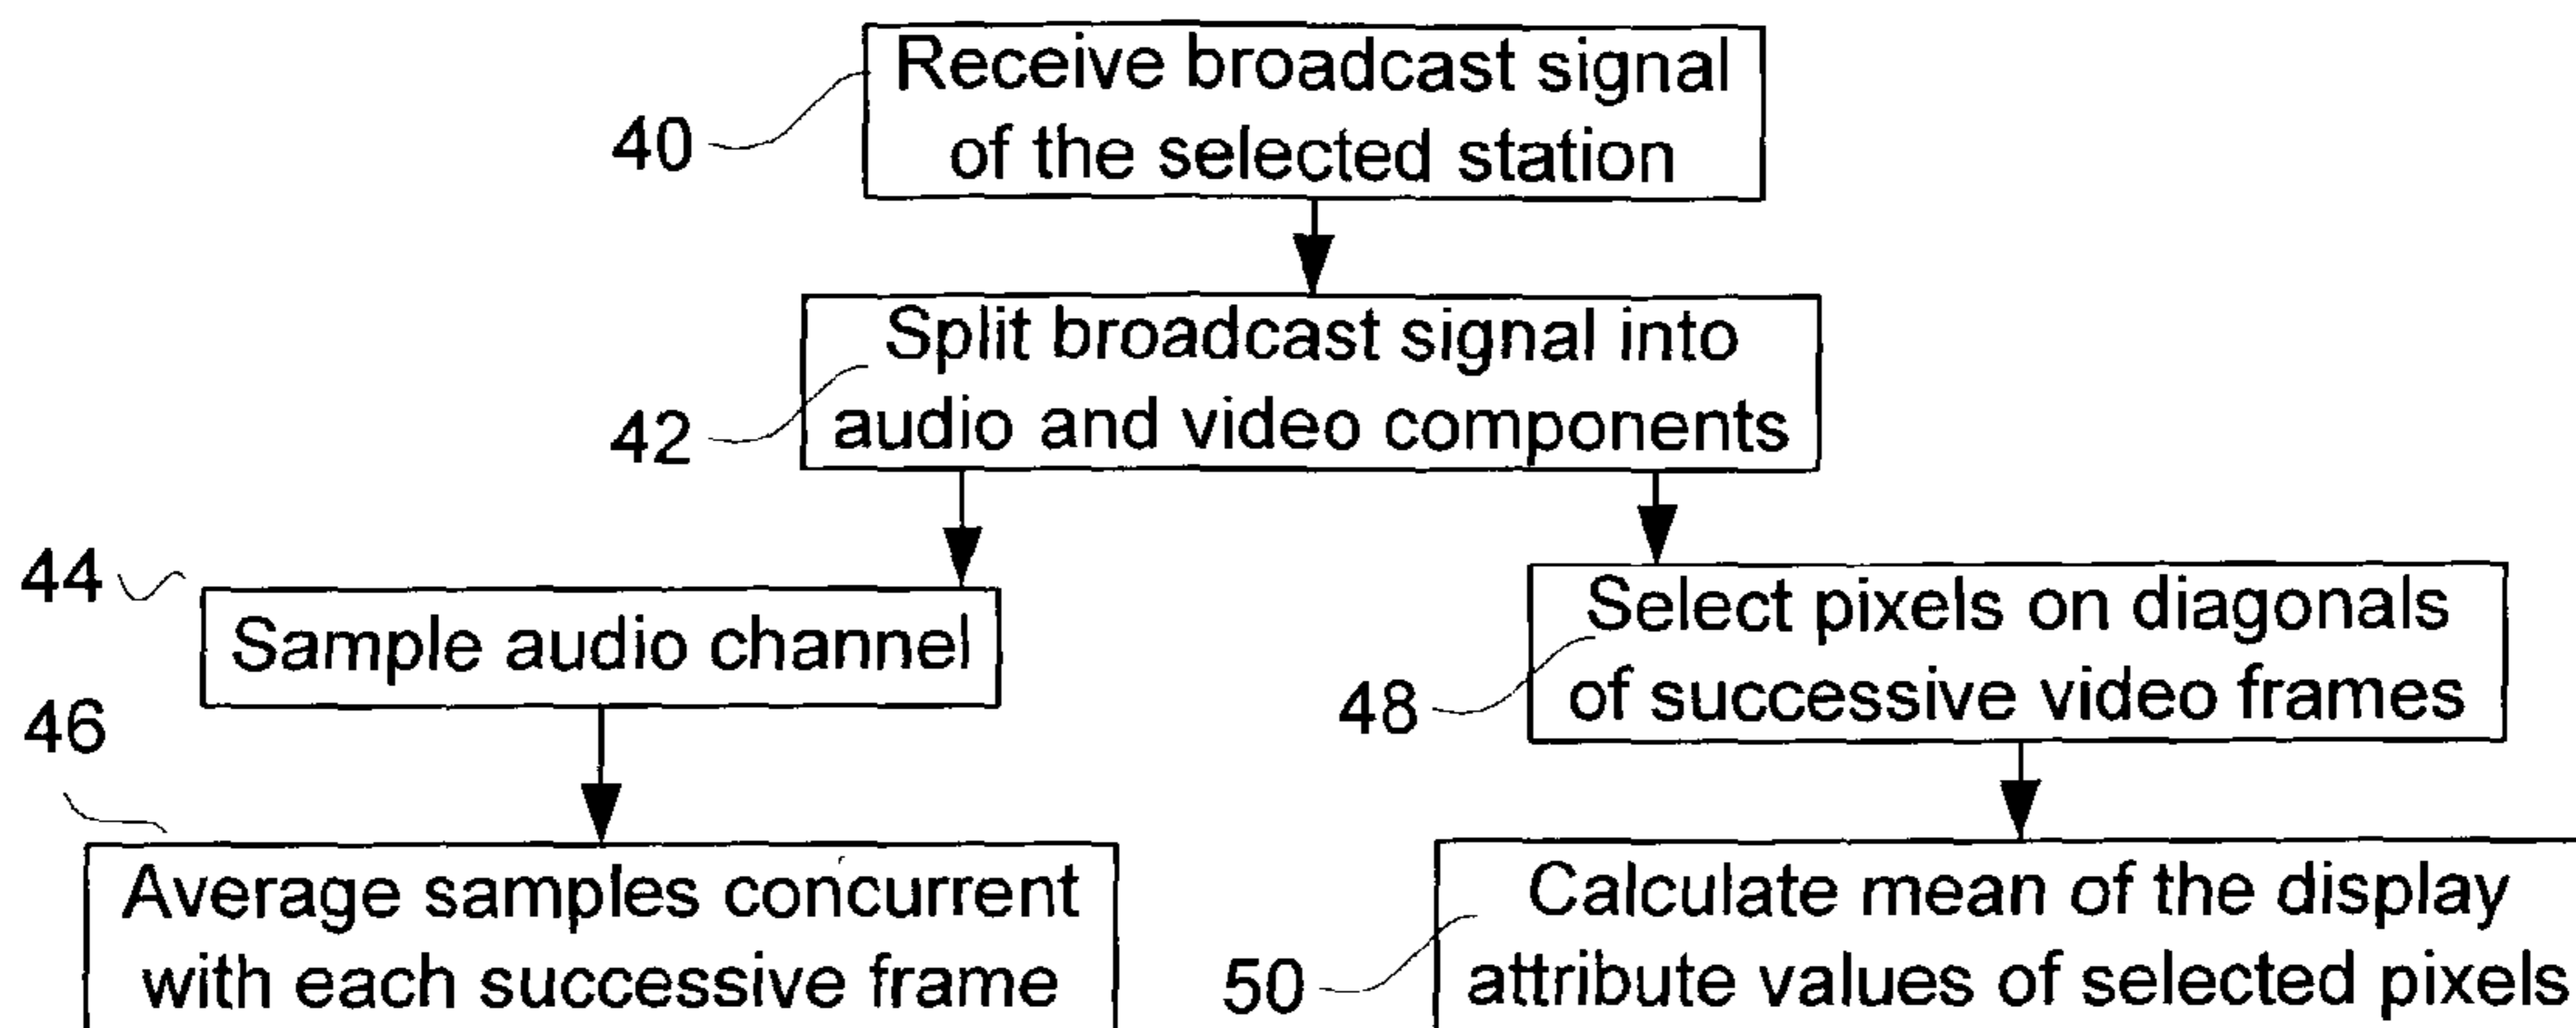 Receive broadcast signal
of the selected station
40
Split broadcast signal into
audio and video components
42
44
Sample audio channel
46
Average samples concurrent
with each successive frame
Select pixels on diagonals
of successive video frames
48
Calculate mean of the display
attribute values of selected pixels
50